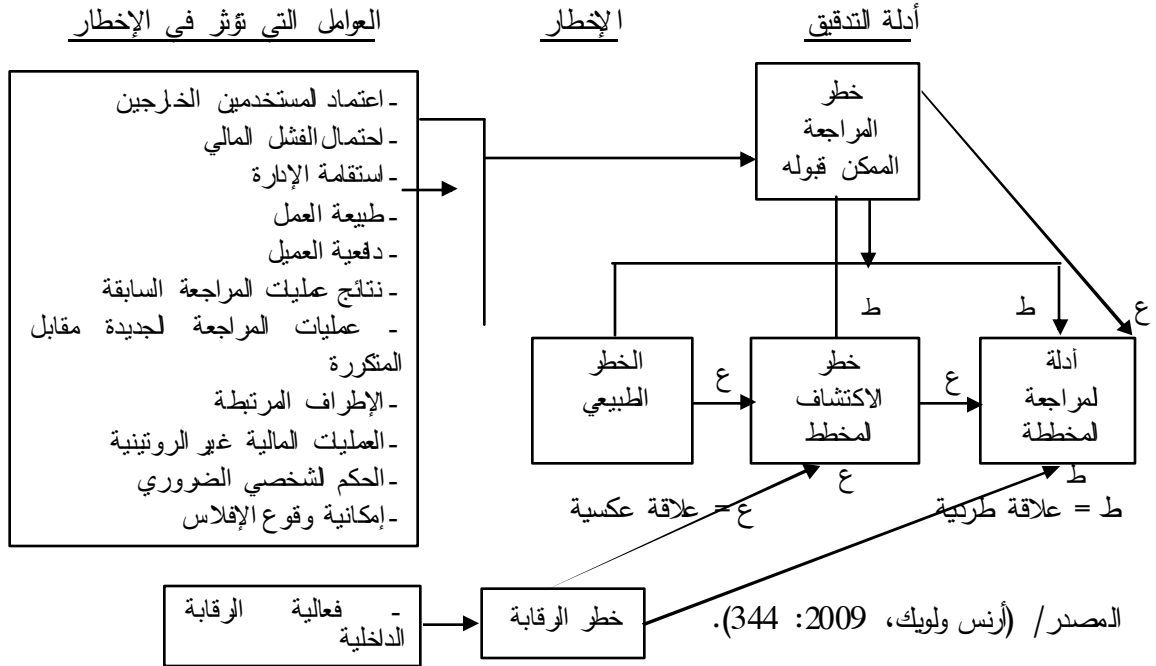 العوامل التي تؤثر في الإخطار
الإخطار
أدلة التدقيق
- اعتماد المستخدمين الخارجين
- احتمال الفشل المالي
- استقامة الإدارة
- طبيعة العمل
- دافعية العميل
- نتائج عمليات المراجعة السابقة
- عمليات المراجعة الجديدة مقابل
المتكررة
- الإطراف المرتبطة
- العمليات المالية غير الروتينية
- الحكم الشخصي الضروري
- إمكانية وقوع الإفلاس
خطر
المراجعة
الممكن قبوله
ط
ط
ع
الخطر
الطبيعي
ع
خطر
الاكتشاف
المخطط
ع
أدلة
المراجعة
المخططة
ع
ط
ع = علاقة عكسية
ط = علاقة طردية
- فعالية الرقابة
الداخلية
خطر الرقابة
المصدر/ (أرنس ولويك، 2009: 344).